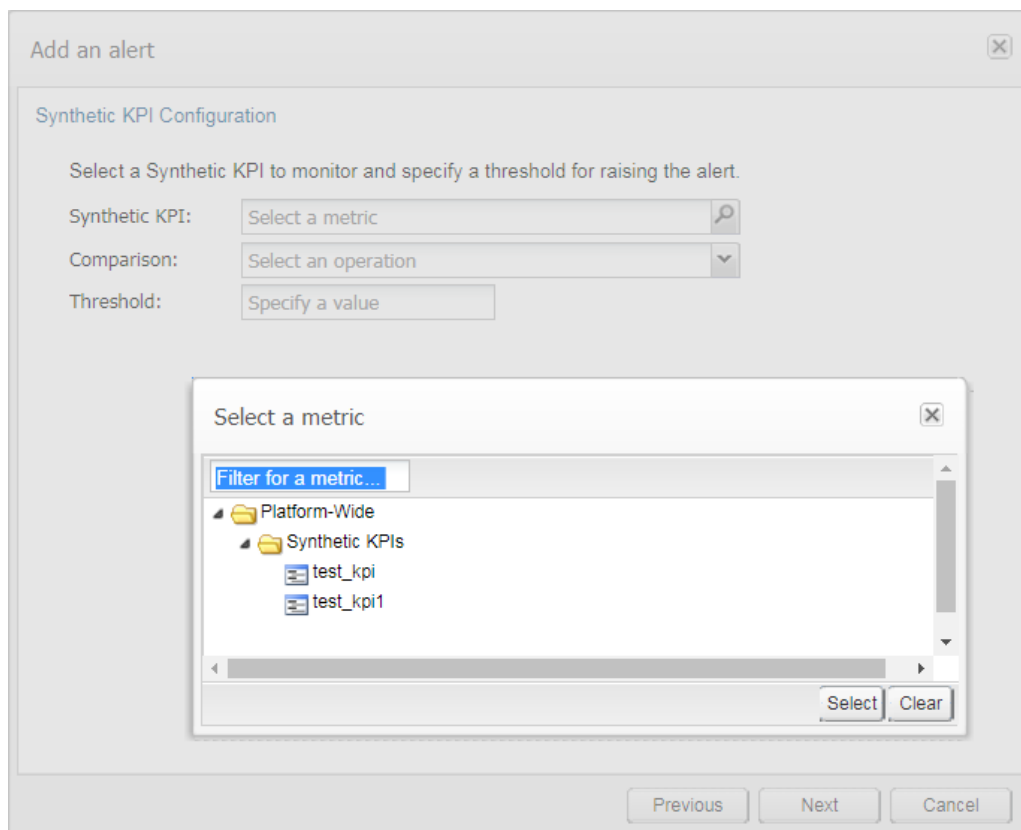 Add an alert
Synthetic KPI Configuration
Select a Synthetic KPI to monitor and specify a threshold for raising the alert.
Synthetic KPI: Select a metric
Comparison: Select an operation
Threshold: Specify a value
Select a metric
Filter for a metric...
Platform-Wide
Synthetic KPIs
test_kpi
test_kpi1
Select Clear
Previous Next Cancel